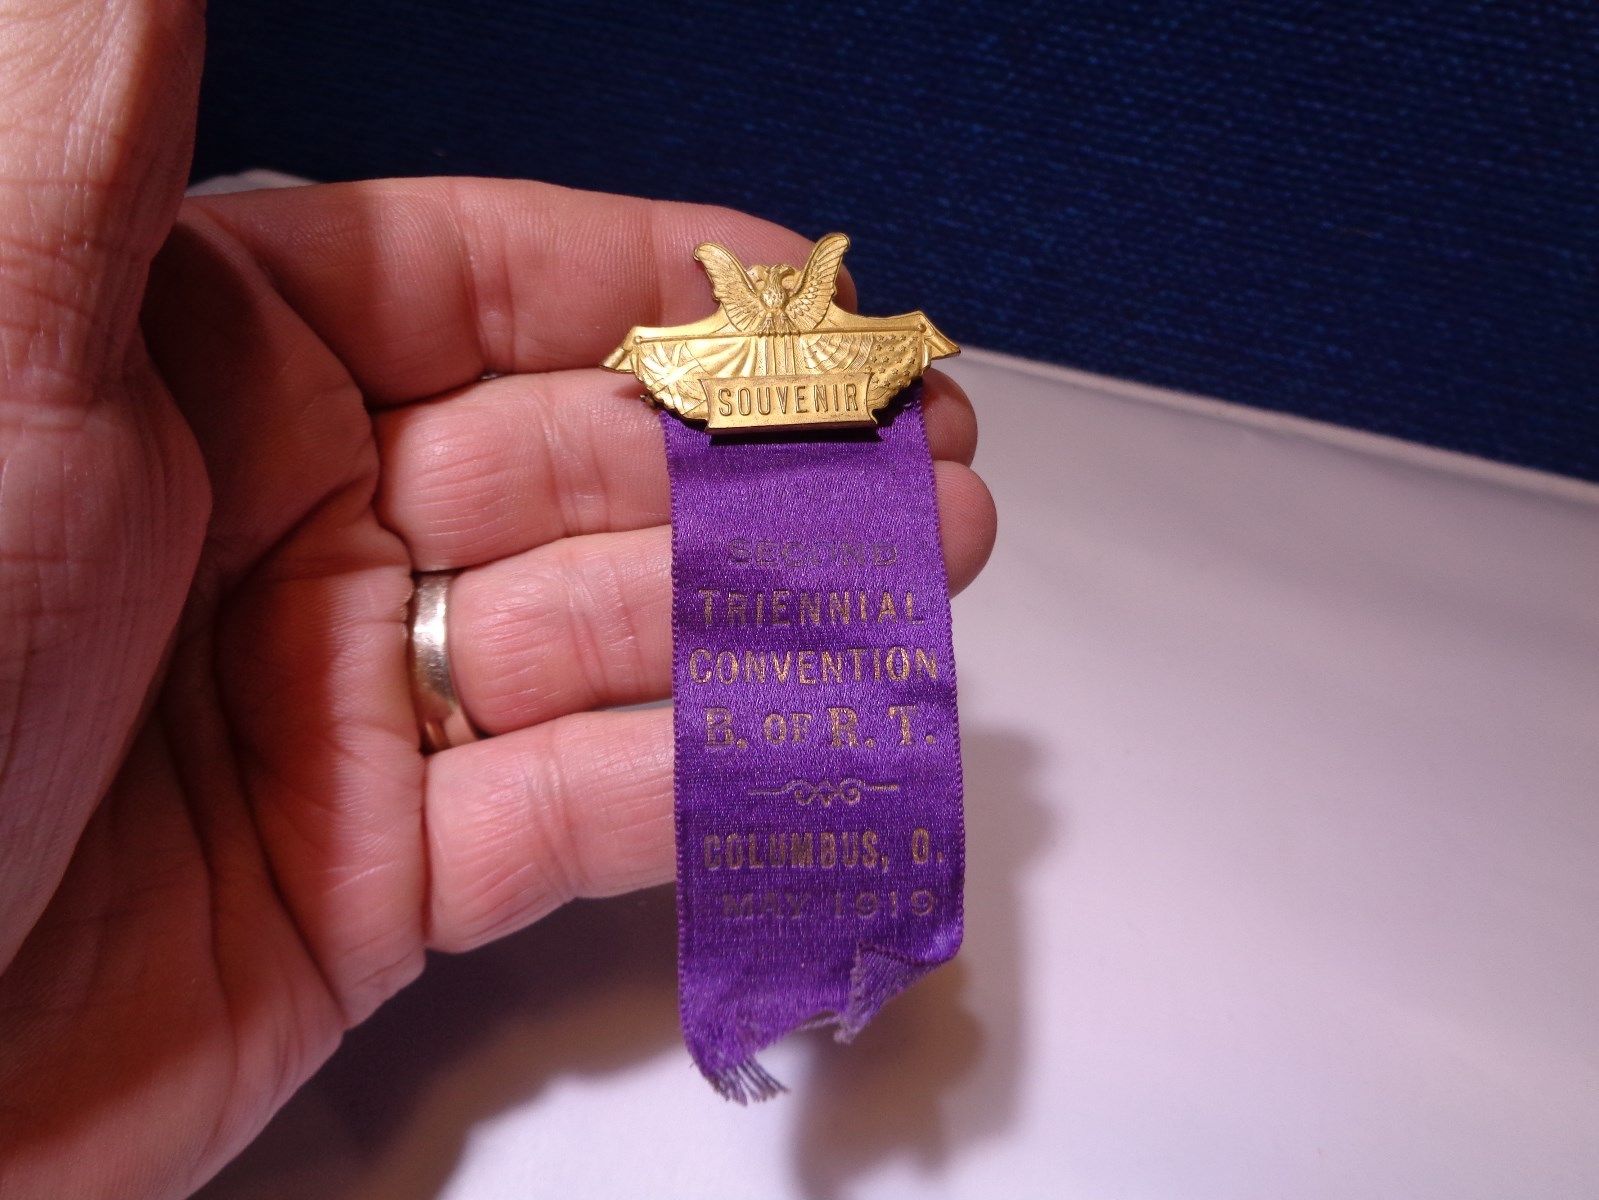 SOUVENIR
SECOND
TRIENNIAL
CONVENTION
B. OF R. T.
COLUMBUS, O.
MAY 1919